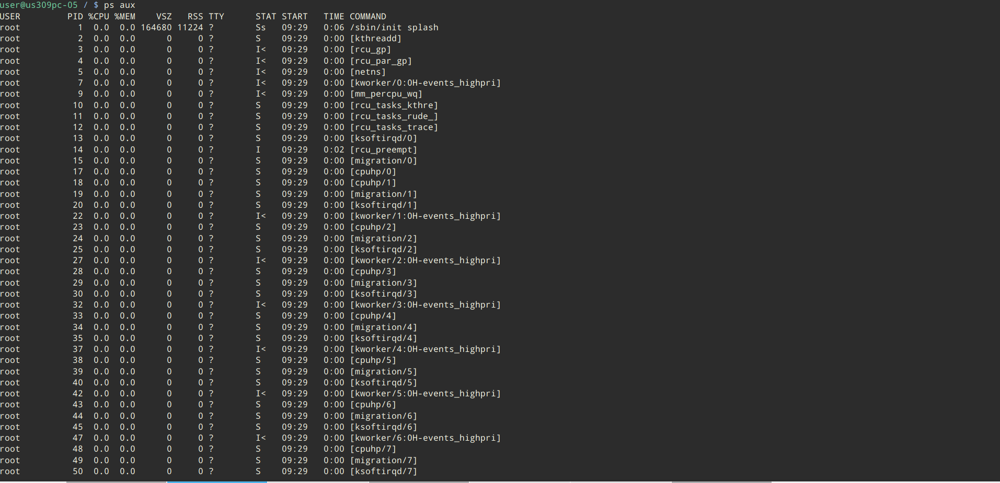 user@us309pc-05 / $ ps aux
USER         PID %CPU %MEM    VSZ   RSS TTY      STAT START   TIME COMMAND
root           1  0.0  0.0 164680 11224 ?       Ss   09:29   0:06 /sbin/init splash
root           2  0.0  0.0      0     0 ?       S    09:29   0:00 [kthreadd]
root           3  0.0  0.0      0     0 ?       I<   09:29   0:00 [rcu_gp]
root           4  0.0  0.0      0     0 ?       I<   09:29   0:00 [rcu_par_gp]
root           5  0.0  0.0      0     0 ?       I<   09:29   0:00 [netns]
root           7  0.0  0.0      0     0 ?       I<   09:29   0:00 [kworker/0:0H-events_highpri]
root           9  0.0  0.0      0     0 ?       I<   09:29   0:00 [mm_percpu_wq]
root          10  0.0  0.0      0     0 ?       S    09:29   0:00 [rcu_tasks_kthre]
root          11  0.0  0.0      0     0 ?       S    09:29   0:00 [rcu_tasks_rude_]
root          12  0.0  0.0      0     0 ?       S    09:29   0:00 [rcu_tasks_trace]
root          13  0.0  0.0      0     0 ?       S    09:29   0:00 [ksoftirqd/0]
root          14  0.0  0.0      0     0 ?       I    09:29   0:02 [rcu_preempt]
root          15  0.0  0.0      0     0 ?       S    09:29   0:00 [migration/0]
root          17  0.0  0.0      0     0 ?       S    09:29   0:00 [cpuhp/0]
root          18  0.0  0.0      0     0 ?       S    09:29   0:00 [cpuhp/1]
root          19  0.0  0.0      0     0 ?       S    09:29   0:00 [migration/1]
root          20  0.0  0.0      0     0 ?       S    09:29   0:00 [ksoftirqd/1]
root          22  0.0  0.0      0     0 ?       I<   09:29   0:00 [kworker/1:0H-events_highpri]
root          23  0.0  0.0      0     0 ?       S    09:29   0:00 [cpuhp/2]
root          24  0.0  0.0      0     0 ?       S    09:29   0:00 [migration/2]
root          25  0.0  0.0      0     0 ?       S    09:29   0:00 [ksoftirqd/2]
root          27  0.0  0.0      0     0 ?       I<   09:29   0:00 [kworker/2:0H-events_highpri]
root          28  0.0  0.0      0     0 ?       S    09:29   0:00 [cpuhp/3]
root          29  0.0  0.0      0     0 ?       S    09:29   0:00 [migration/3]
root          30  0.0  0.0      0     0 ?       S    09:29   0:00 [ksoftirqd/3]
root          32  0.0  0.0      0     0 ?       I<   09:29   0:00 [kworker/3:0H-events_highpri]
root          33  0.0  0.0      0     0 ?       S    09:29   0:00 [cpuhp/4]
root          34  0.0  0.0      0     0 ?       S    09:29   0:00 [migration/4]
root          35  0.0  0.0      0     0 ?       S    09:29   0:00 [ksoftirqd/4]
root          37  0.0  0.0      0     0 ?       I<   09:29   0:00 [kworker/4:0H-events_highpri]
root          38  0.0  0.0      0     0 ?       S    09:29   0:00 [cpuhp/5]
root          39  0.0  0.0      0     0 ?       S    09:29   0:00 [migration/5]
root          40  0.0  0.0      0     0 ?       S    09:29   0:00 [ksoftirqd/5]
root          42  0.0  0.0      0     0 ?       I<   09:29   0:00 [kworker/5:0H-events_highpri]
root          43  0.0  0.0      0     0 ?       S    09:29   0:00 [cpuhp/6]
root          44  0.0  0.0      0     0 ?       S    09:29   0:00 [migration/6]
root          45  0.0  0.0      0     0 ?       S    09:29   0:00 [ksoftirqd/6]
root          47  0.0  0.0      0     0 ?       I<   09:29   0:00 [kworker/6:0H-events_highpri]
root          48  0.0  0.0      0     0 ?       S    09:29   0:00 [cpuhp/7]
root          49  0.0  0.0      0     0 ?       S    09:29   0:00 [migration/7]
root          50  0.0  0.0      0     0 ?       S    09:29   0:00 [ksoftirqd/7]